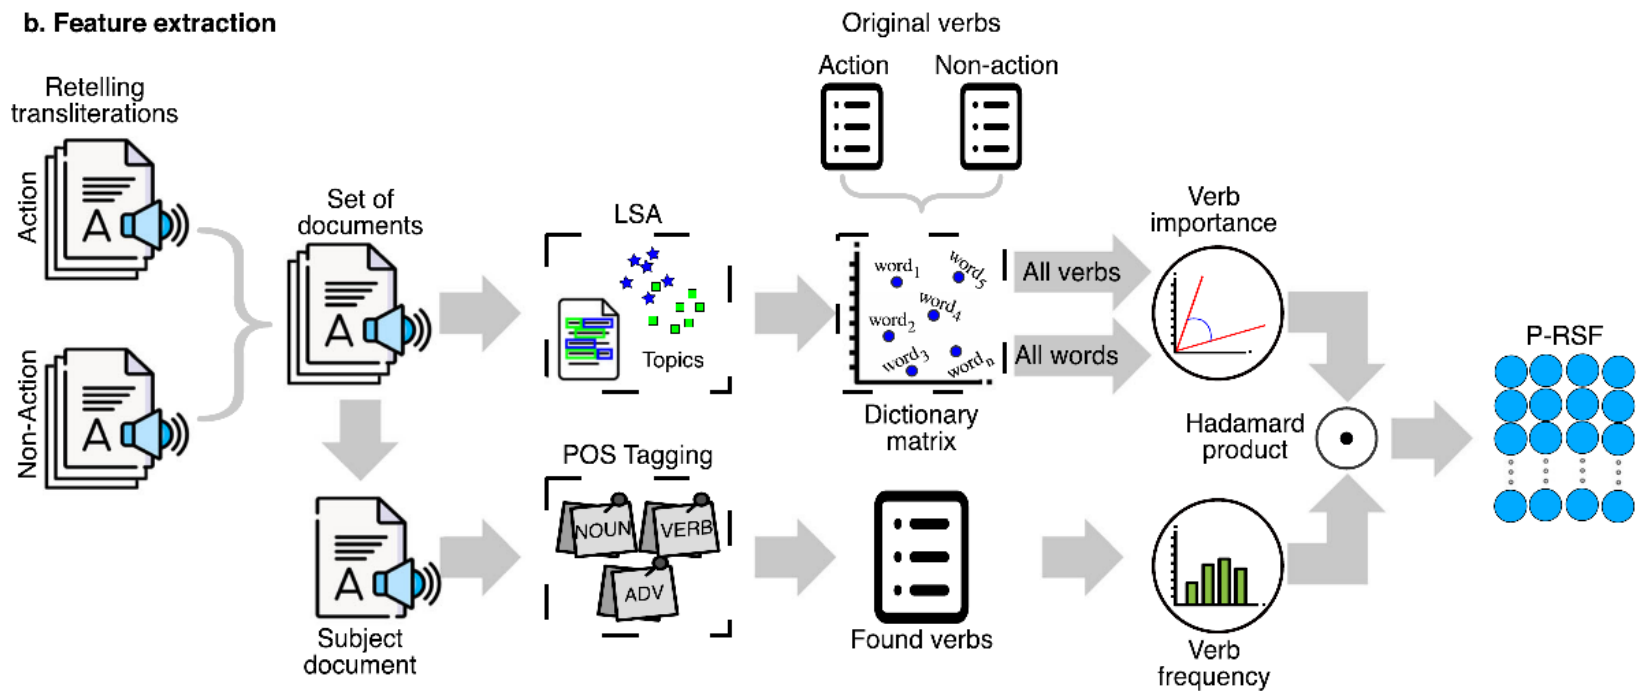 b. Feature extraction
Original verbs
Action
Non-action
Retelling
transliterations
Action
Non-Action
A
A
Set of
documents
A
LSA
Topics
word1
word5
word4
word2
word3
wordn
Dictionary
matrix
All verbs
All words
Verb
importance
P-RSF
Hadamard
product
A
Subject
document
POS Tagging
NOUN
VERB
ADV
Found verbs
Verb
frequency